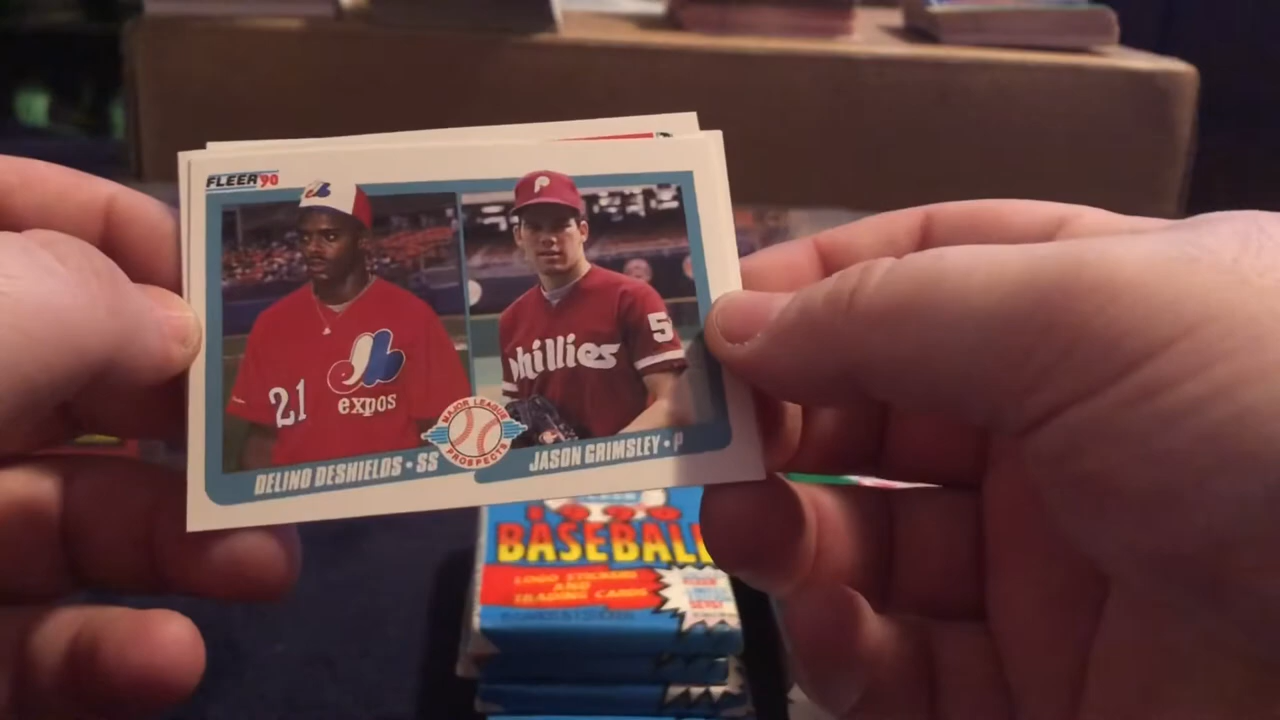 FLEER'90
P
21
expos
phillies
5
MAJOR LEAGUE
PROSPECTS
DELINO DESHIELDS • SS
JASON GRIMSLEY • P
1990
BASEBALL
LOGO STICKERS
AND
TRADING CARDS